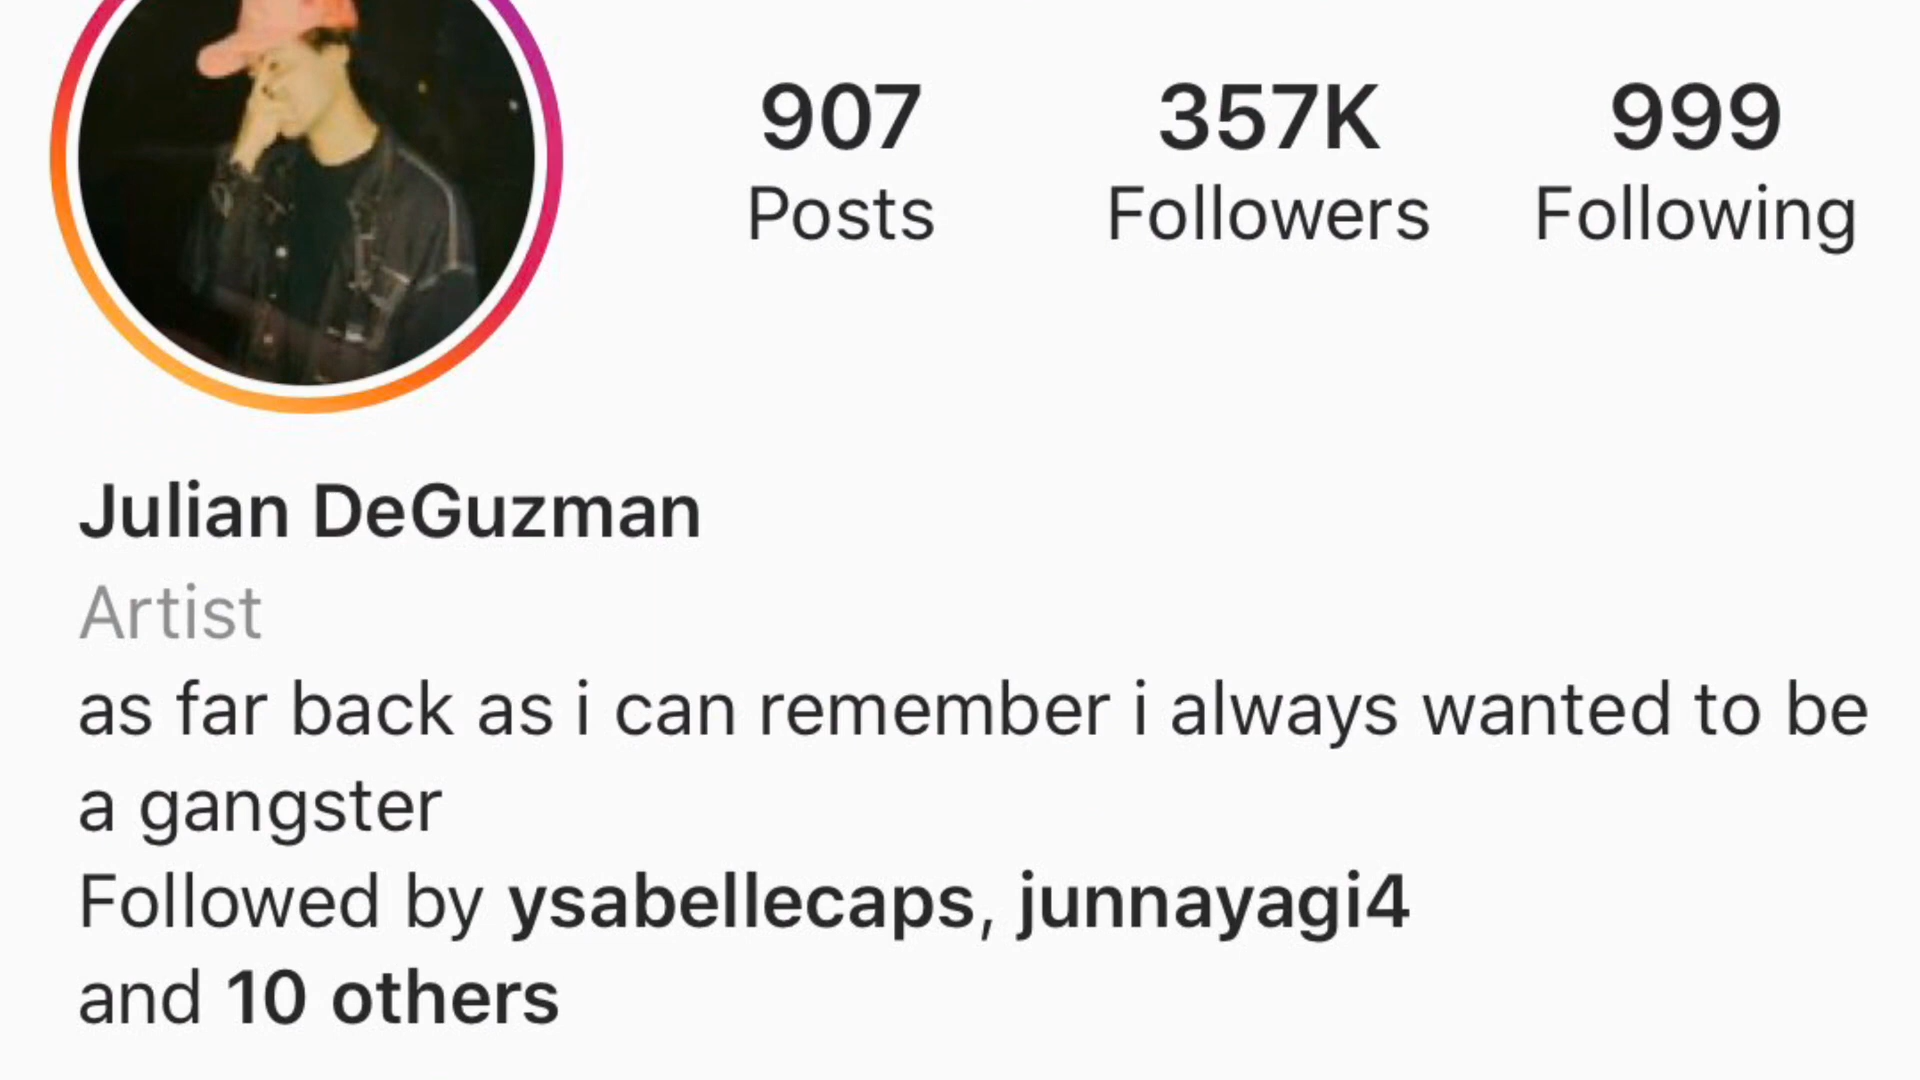 907 357K 999
Posts Followers Following
Julian DeGuzman
Artist
as far back as i can remember i always wanted to be
a gangster
Followed by ysabellecaps, junnayagi4
and 10 others